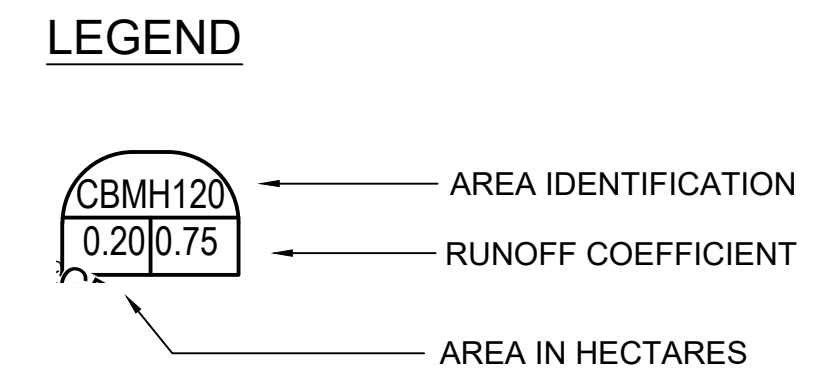 LEGEND
CBMH120
AREA IDENTIFICATION
0.20 0.75
RUNOFF COEFFICIENT
AREA IN HECTARES